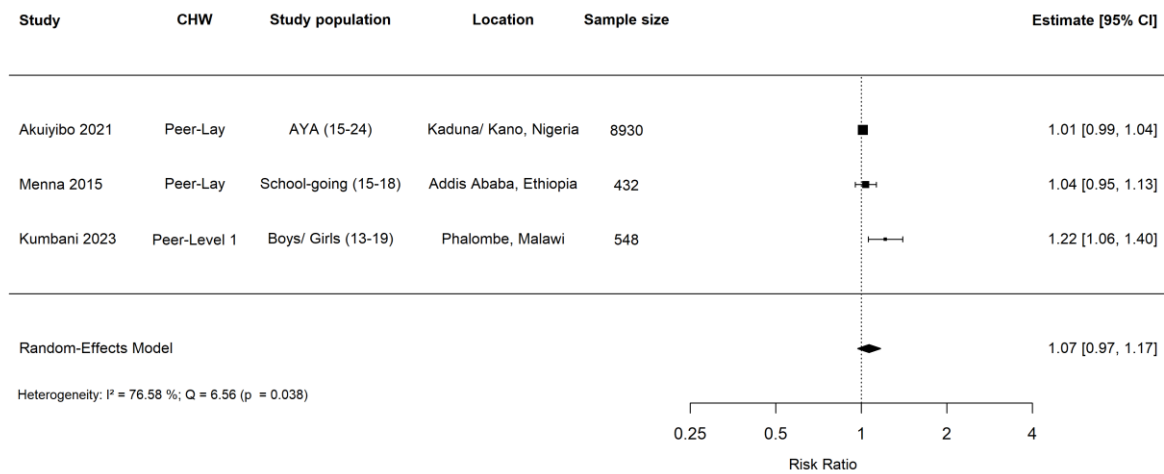 Study CHW Study population Location Sample size Estimate [95% CI]
Akuiyibo 2021 Peer-Lay AYA (15-24) Kaduna/ Kano, Nigeria 8930 1.01 [0.99, 1.04]
Menna 2015 Peer-Lay School-going (15-18) Addis Ababa, Ethiopia 432 1.04 [0.95, 1.13]
Kumbani 2023 Peer-Level 1 Boys/ Girls (13-19) Phalombe, Malawi 548 1.22 [1.06, 1.40]
Random-Effects Model 1.07 [0.97, 1.17]
Heterogeneity: I² = 76.58 %; Q = 6.56 (p = 0.038)
0.25 0.5 1 2 4
Risk Ratio